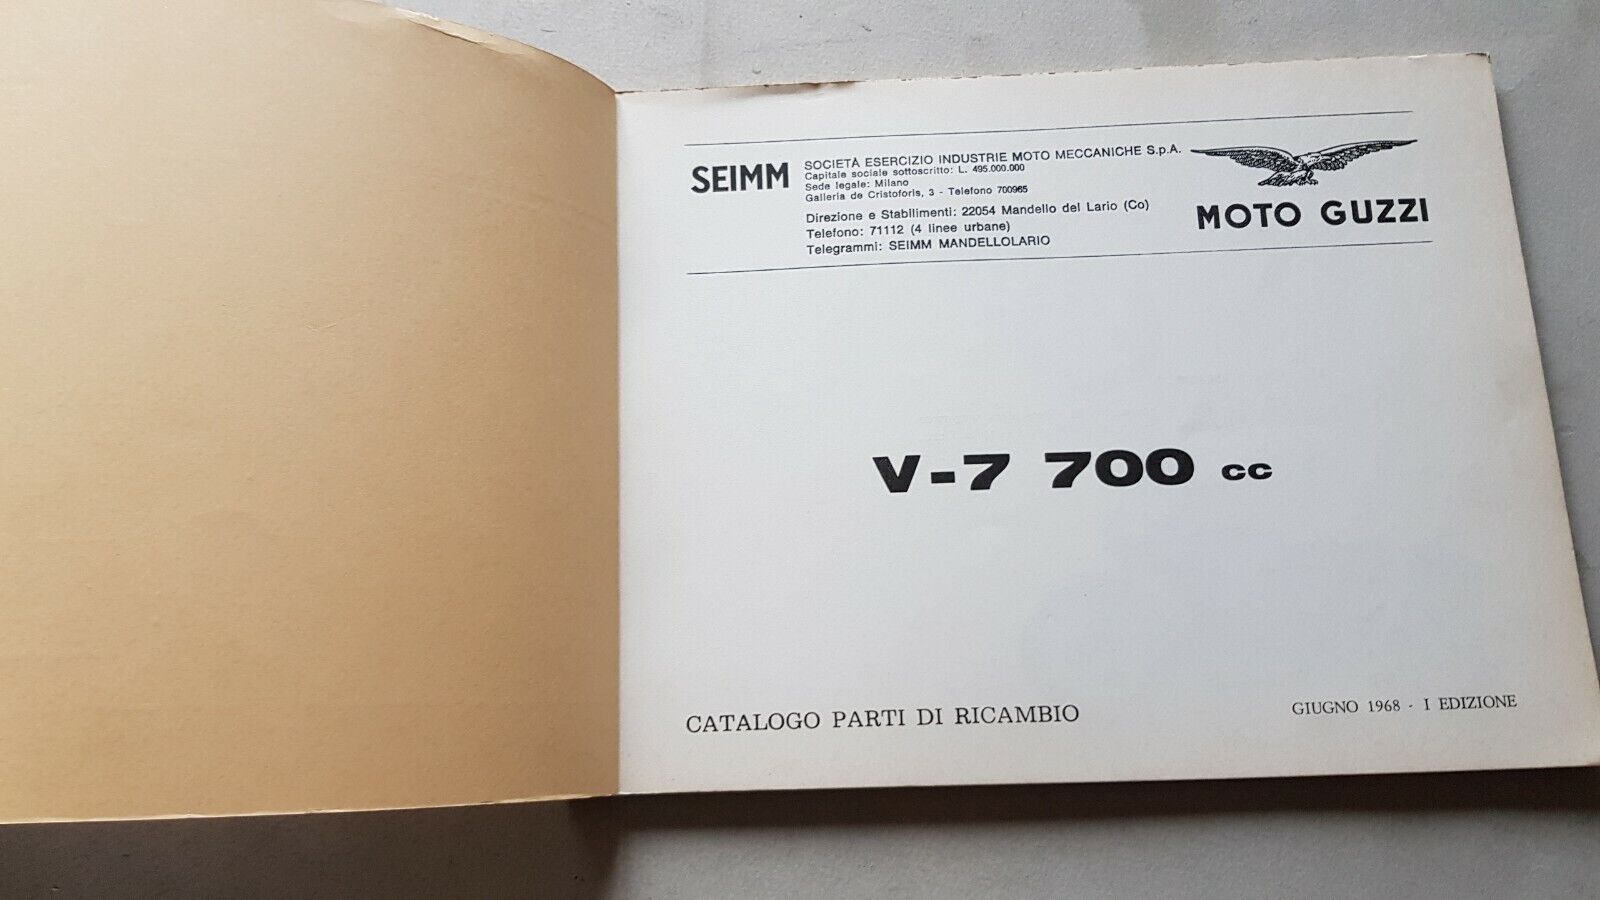 SEIMM
SOCIETÀ ESERCIZIO INDUSTRIE MOTO MECCANICHE S.p.A.
Capitale sociale sottoscritto: L. 495.000.000
Sede legale: Milano
Galleria de Cristoforis, 3 - Telefono 700965
Direzione e Stabilimenti: 22054 Mandello del Lario (Co)
Telefono: 71112 (4 linee urbane)
Telegrammi: SEIMM MANDELLOLARIO
MOTO GUZZI
V-7 700 cc
CATALOGO PARTI DI RICAMBIO
GIUGNO 1968 - I EDIZIONE